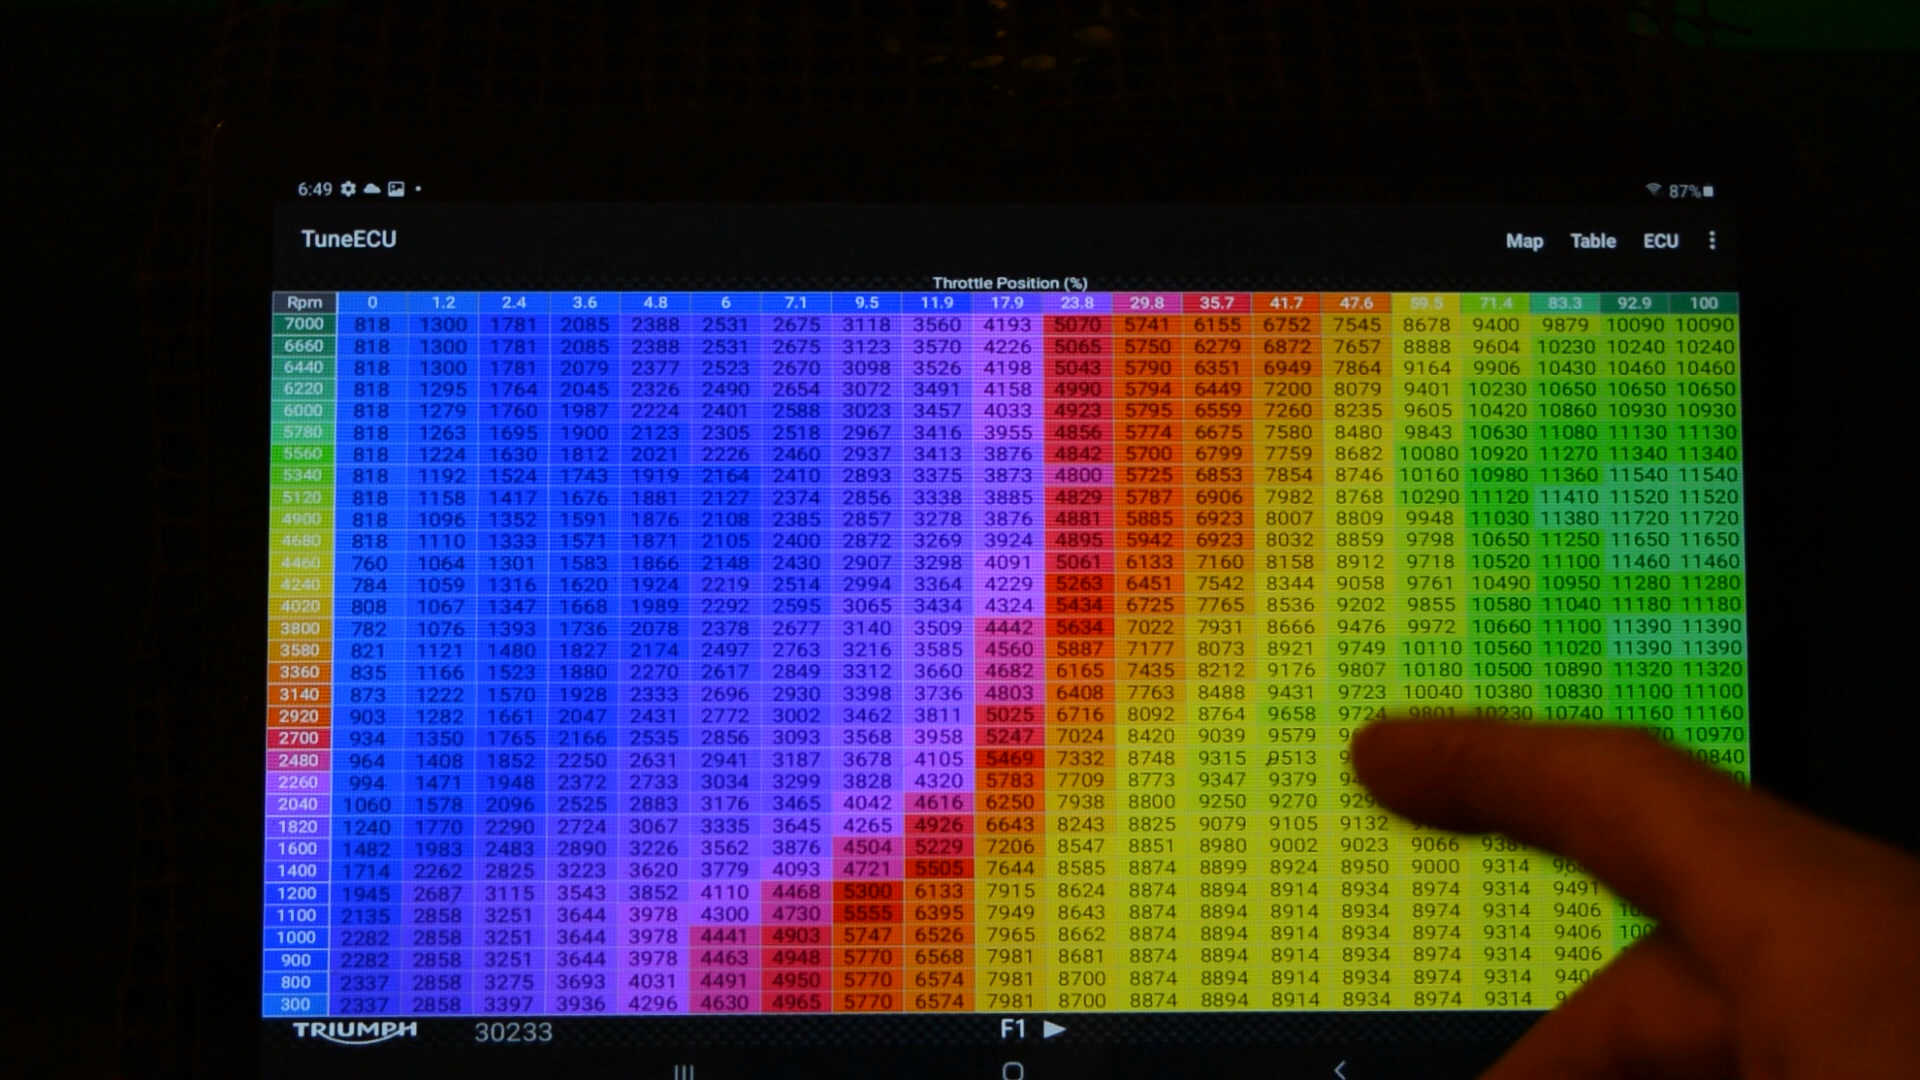 6:49 87%
TuneECU Map Table ECU
Throttle Position (%)
Rpm 0 1.2 2.4 3.6 4.8 6 7.1 9.5 11.9 17.9 23.8 29.8 35.7 41.7 47.6 59.5 71.4 83.3 92.9 100
7000 818 1300 1781 2085 2388 2531 2675 3118 3560 4193 5070 5741 6155 6752 7545 8678 9400 9879 10090 10090
6660 818 1300 1781 2085 2388 2531 2675 3123 3570 4226 5065 5750 6279 6872 7657 8888 9604 10230 10240 10240
6440 818 1300 1781 2079 2377 2523 2670 3098 3526 4198 5043 5790 6351 6949 7864 9164 9906 10430 10460 10460
6220 818 1295 1764 2045 2326 2490 2654 3072 3491 4158 4990 5794 6449 7200 8079 9401 10230 10650 10650 10650
6000 818 1279 1760 1987 2224 2401 2588 3023 3457 4033 4923 5795 6559 7260 8235 9605 10420 10860 10930 10930
5780 818 1263 1695 1900 2123 2305 2518 2967 3416 3955 4856 5774 6675 7580 8480 9843 10630 11080 11130 11130
5560 818 1224 1630 1812 2021 2226 2460 2937 3413 3876 4842 5700 6799 7759 8682 10080 10920 11270 11340 11340
5340 818 1192 1524 1743 1919 2164 2410 2893 3375 3873 4800 5725 6853 7854 8746 10160 10980 11360 11540 11540
5120 818 1158 1417 1676 1881 2127 2374 2856 3338 3885 4829 5787 6906 7982 8768 10290 11120 11410 11520 11520
4900 818 1096 1352 1591 1876 2108 2385 2857 3278 3876 4881 5885 6923 8007 8809 9948 11030 11380 11720 11720
4680 818 1110 1333 1571 1871 2105 2400 2872 3269 3924 4895 5942 6923 8032 8859 9798 10650 11250 11650 11650
4460 760 1064 1301 1583 1866 2148 2430 2907 3298 4091 5061 6133 7160 8158 8912 9718 10520 11100 11460 11460
4240 784 1059 1316 1620 1924 2219 2514 2994 3364 4229 5263 6451 7542 8344 9058 9761 10490 10950 11280 11280
4020 808 1067 1347 1668 1989 2292 2595 3065 3434 4324 5434 6725 7765 8536 9202 9855 10580 11040 11180 11180
3800 782 1076 1393 1736 2078 2378 2677 3140 3509 4442 5634 7022 7931 8666 9476 9972 10660 11100 11390 11390
3580 821 1121 1480 1827 2174 2497 2763 3216 3585 4560 5887 7177 8073 8921 9749 10110 10560 11020 11390 11390
3360 835 1166 1523 1880 2270 2617 2849 3312 3660 4682 6165 7435 8212 9176 9807 10180 10500 10890 11320 11320
3140 873 1222 1570 1928 2333 2696 2930 3398 3736 4803 6408 7763 8488 9431 9723 10040 10380 10830 11100 11100
2920 903 1282 1661 2047 2431 2772 3002 3462 3811 5025 6716 8092 8764 9658 9724 9801 10230 10740 11160 11160
2700 934 1350 1765 2166 2535 2856 3093 3568 3958 5247 7024 8420 9039 9579 10970
2480 964 1408 1852 2250 2631 2941 3187 3678 4105 5469 7332 8748 9315 9513
2260 994 1471 1948 2379 2733 3034 3299 3828 4320 5783 7709 8773 9347 9379
2040 1060 1578 2096 2525 2883 3176 3465 4042 4616 6250 7938 8800 9250 9270
1820 1240 1770 2290 2724 3067 3335 3645 4265 4926 6643 8243 8825 9079 9105 9132
1600 1482 1983 2483 2890 3226 3562 3876 4504 5229 7206 8547 8851 8980 9002 9023 9066
1400 1714 2262 2825 3223 3620 3779 4093 4721 5505 7644 8585 8874 8899 8924 8950 9000 9314
1200 1945 2687 3115 3543 3852 4110 4468 5300 6133 7915 8624 8874 8894 8914 8934 8974 9314 9491
1100 2135 2858 3251 3644 3978 4300 4730 5555 6395 7949 8643 8874 8894 8914 8934 8974 9314 9406
1000 2282 2858 3251 3644 3978 4441 4903 5747 6526 7965 8662 8874 8894 8914 8934 8974 9314 9406
900 2282 2858 3251 3644 3978 4463 4948 5770 6568 7981 8681 8874 8894 8914 8934 8974 9314 9406
800 2337 2858 3275 3693 4031 4491 4950 5770 6574 7981 8700 8874 8894 8914 8934 8974 9314
300 2337 2858 3397 3936 4296 4630 4965 5770 6574 7981 8700 8874 8894 8914 8934 8974 9314
TRIUMPH 30233 F1